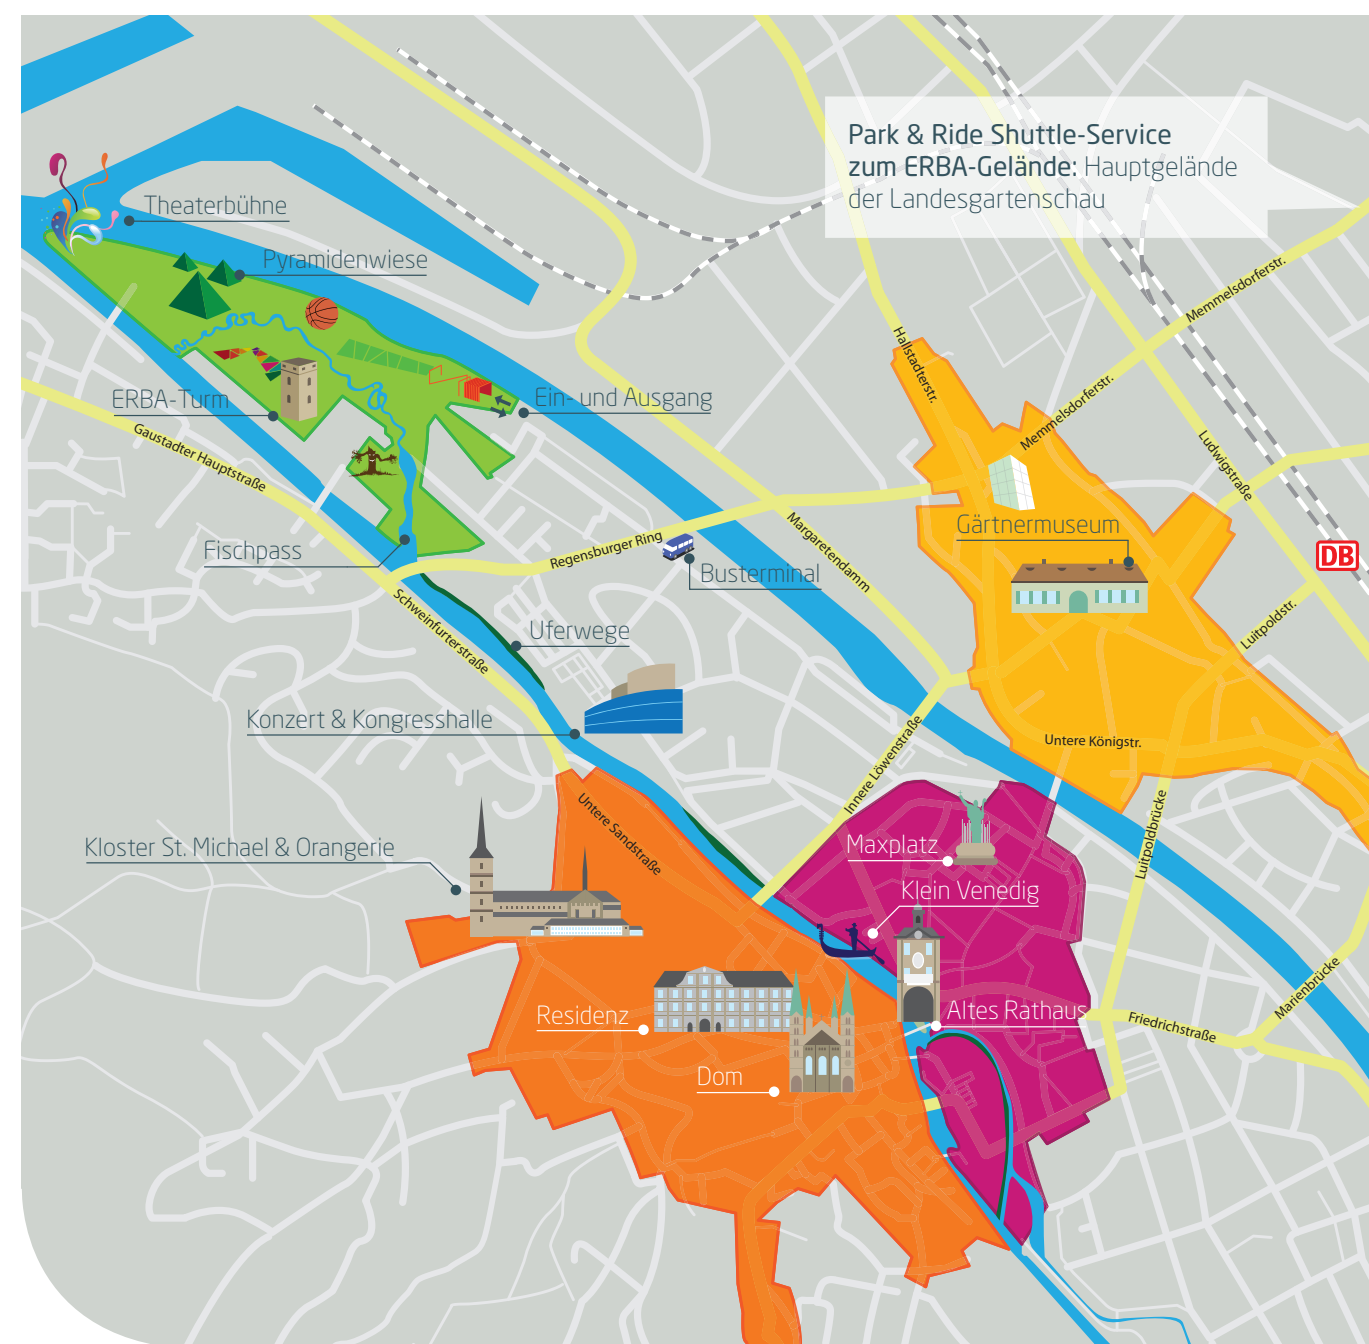 Park & Ride Shuttle-Service
zum ERBA-Gelände: Hauptgelände
der Landesgartenschau
Theaterbühne
Pyramidenwiese
Memmelsdorferstr.
Hallstadterstr.
ERBA-Turm
Ein- und Ausgang
Memmelsdorferstr.
Gaustadter Hauptstraße
Ludwigstraße
Margaretendamm
Gärtnermuseum
Fischpass
Regensburger Ring
DB
Busterminal
Schweinfurterstraße
Uferwege
Luitpoldstr.
Konzert & Kongresshalle
Untere Königstr.
Innere Löwenstraße
Untere Sandstraße
Luitpoldbrücke
Kloster St. Michael & Orangerie
Maxplatz
Klein Venedig
Marienbrücke
Residenz
Altes Rathaus
Friedrichstraße
Dom